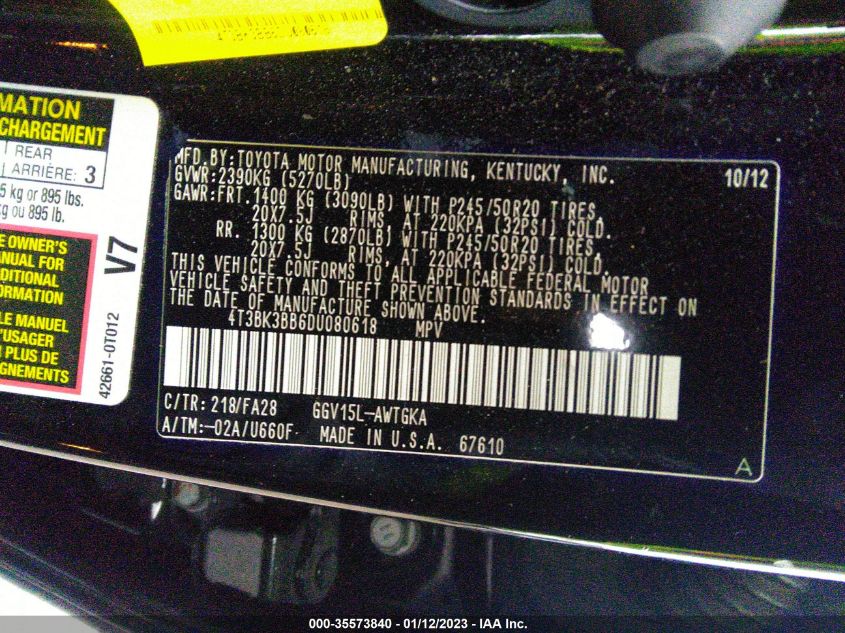 MATION
CHARGEMENT
REAR
ARRIÈRE: 3
5 kg or 895 lbs.
kg ou 895 lb.
E OWNER'S
MANUAL FOR
ADDITIONAL
FORMATION
LE MANUEL
L'USAGER
PLUS DE
IGNEMENTS
V7
42661-0T012
MFD.BY:TOYOTA MOTOR MANUFACTURING, KENTUCKY, INC. 10/12
GVWR:2390KG (5270LB)
GAWR:FRT.1400 KG (3090LB) WITH P245/50R20 TIRES,
20X7.5J RIMS, AT 220KPA (32PSI) COLD.
RR. 1300 KG (2870LB) WITH P245/50R20 TIRES,
20X7.5J RIMS, AT 220KPA (32PSI) COLD.
THIS VEHICLE CONFORMS TO ALL APPLICABLE FEDERAL MOTOR
VEHICLE SAFETY AND THEFT PREVENTION STANDARDS IN EFFECT ON
THE DATE OF MANUFACTURE SHOWN ABOVE.
4T3BK3BB6DU080618 MPV
C/TR:218/FA28 GGV15L-AWTGKA
A/TM:-02A/U660F- MADE IN U.S.A. 67610
A
000-35573840 - 01/12/2023 - IAA Inc.